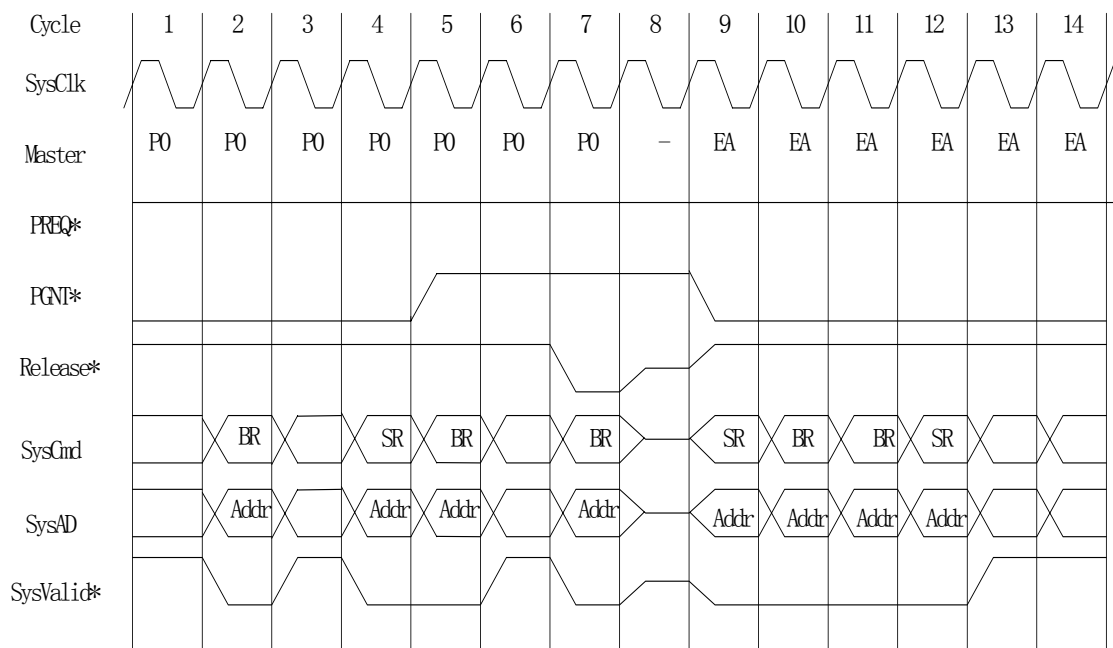 Cycle 1 2 3 4 5 6 7 8 9 10 11 12 13 14
SysClk
Master P0 P0 P0 P0 P0 P0 P0 - EA EA EA EA EA EA
PREQ*
PGNT*
Release*
SysCmd BR SR BR BR SR BR BR SR
SysAD Addr Addr Addr Addr Addr Addr Addr Addr
SysValid*